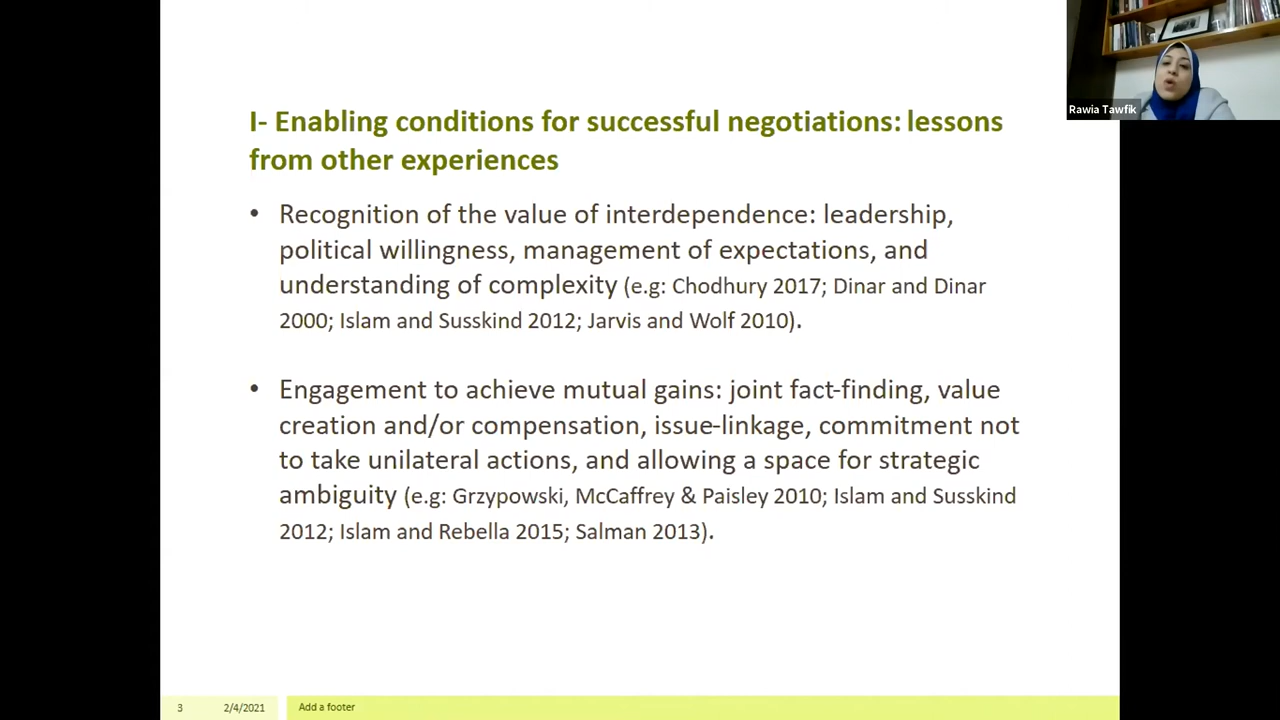 Rawia Tawfik
I- Enabling conditions for successful negotiations: lessons
from other experiences
• Recognition of the value of interdependence: leadership,
political willingness, management of expectations, and
understanding of complexity (e.g: Chodhury 2017; Dinar and Dinar
2000; Islam and Susskind 2012; Jarvis and Wolf 2010).
• Engagement to achieve mutual gains: joint fact-finding, value
creation and/or compensation, issue-linkage, commitment not
to take unilateral actions, and allowing a space for strategic
ambiguity (e.g: Grzypowski, McCaffrey & Paisley 2010; Islam and Susskind
2012; Islam and Rebella 2015; Salman 2013).
3 2/4/2021 Add a footer